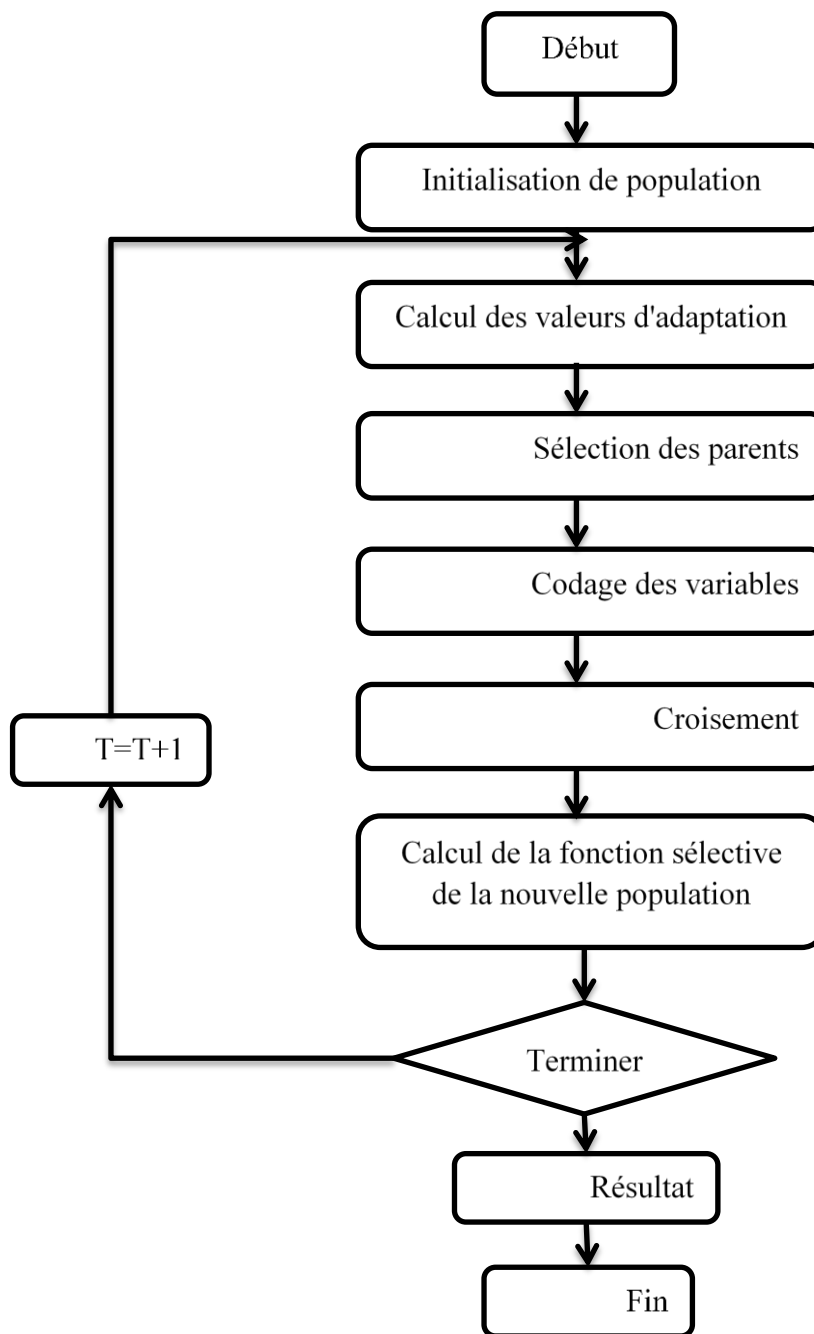 Début
Initialisation de population
Calcul des valeurs d'adaptation
Sélection des parents
Codage des variables
Croisement
T=T+1
Calcul de la fonction sélective
de la nouvelle population
Terminer
Résultat
Fin